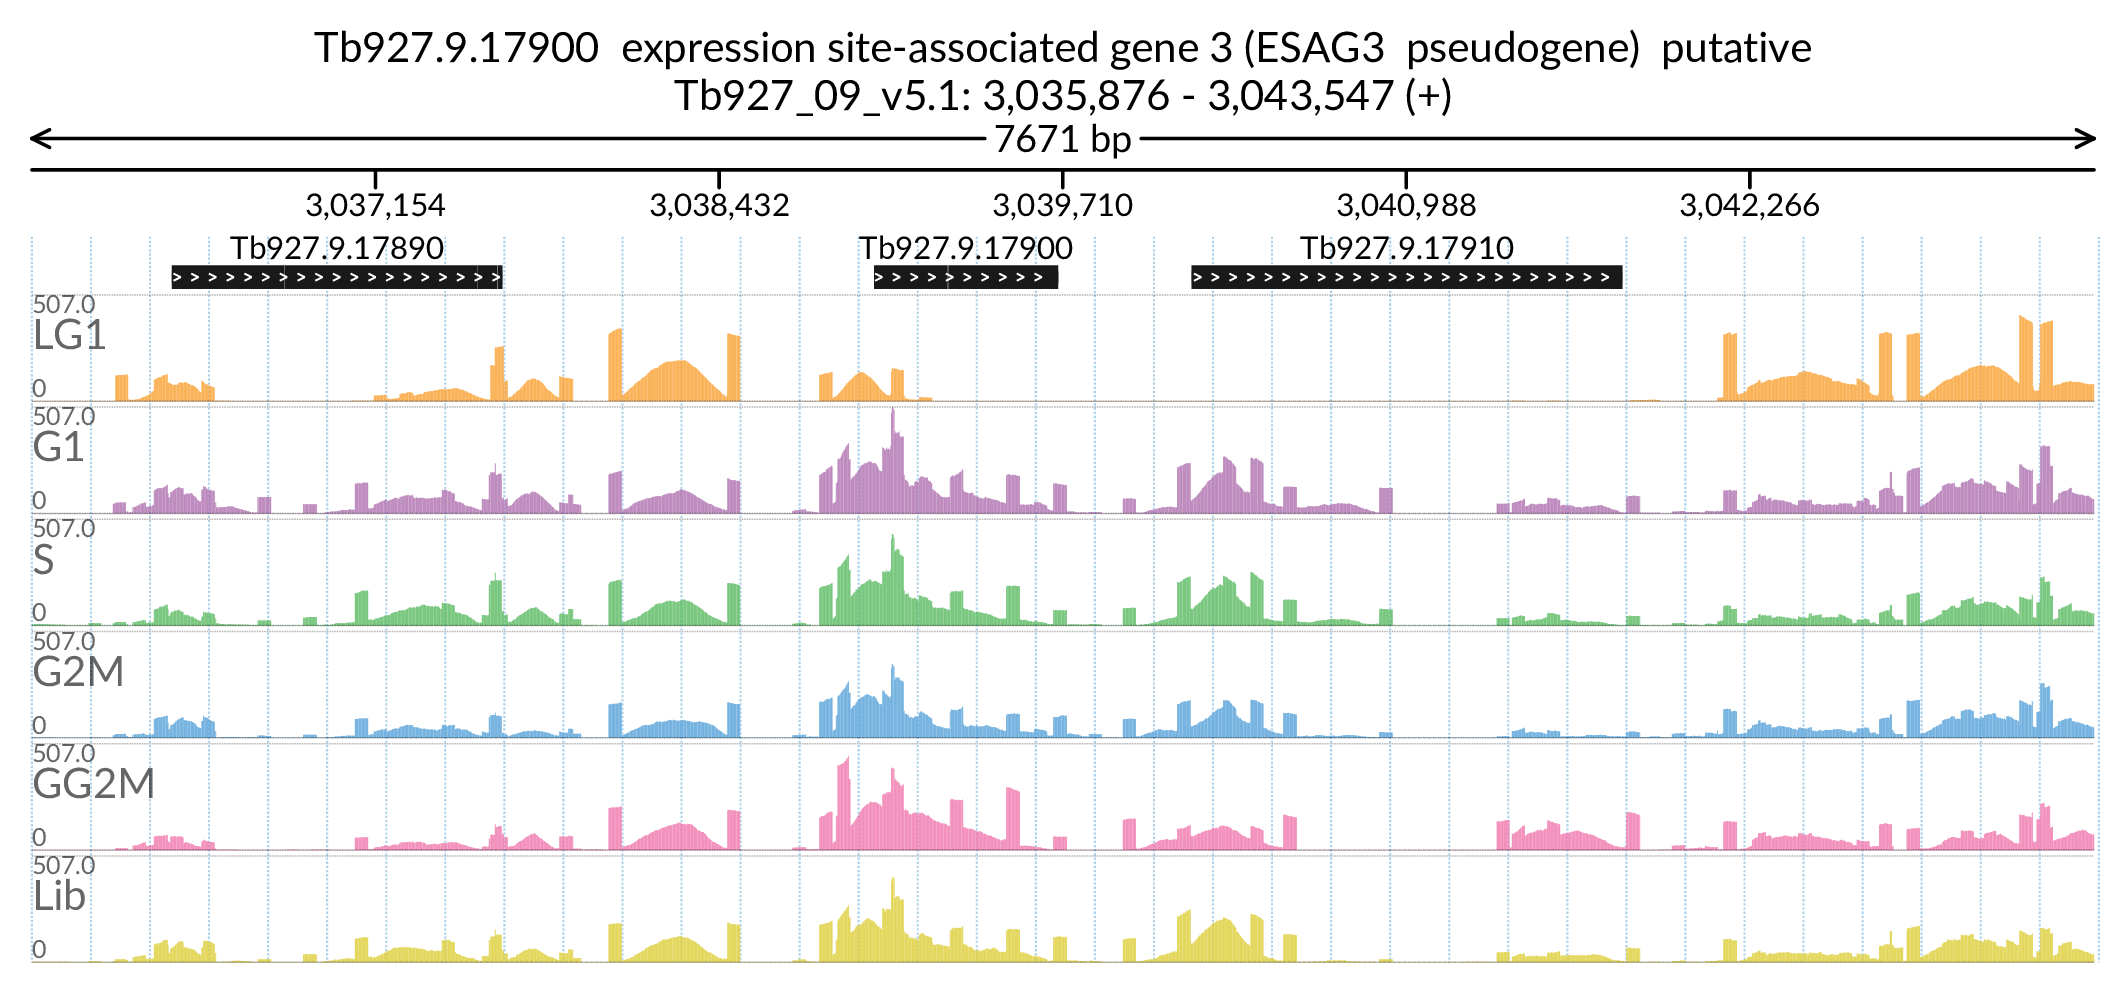 Tb927.9.17900  expression site-associated gene 3 (ESAG3  pseudogene)  putative
Tb927_09_v5.1: 3,035,876 - 3,043,547 (+)
7671 bp
3,037,154 3,038,432 3,039,710 3,040,988 3,042,266
Tb927.9.17890 Tb927.9.17900 Tb927.9.17910
507.0
LG1
0
507.0
G1
0
507.0
S
0
507.0
G2M
0
507.0
GG2M
0
507.0
Lib
0